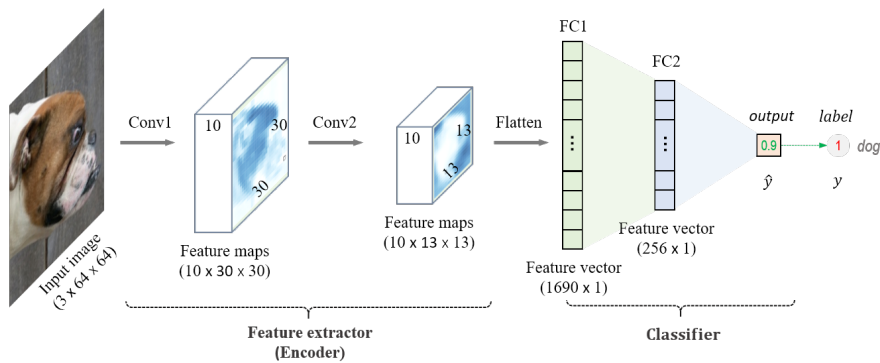 FC1
FC2
Conv1
10
30
30
Conv2
10
13
13
Flatten
...
...
output
label
0.9
1
dog
ŷ
y
Input image
(3 x 64 x 64)
Feature maps
(10 x 30 x 30)
Feature maps
(10 x 13 x 13)
Feature vector
(256 x 1)
Feature vector
(1690 x 1)
Feature extractor
(Encoder)
Classifier